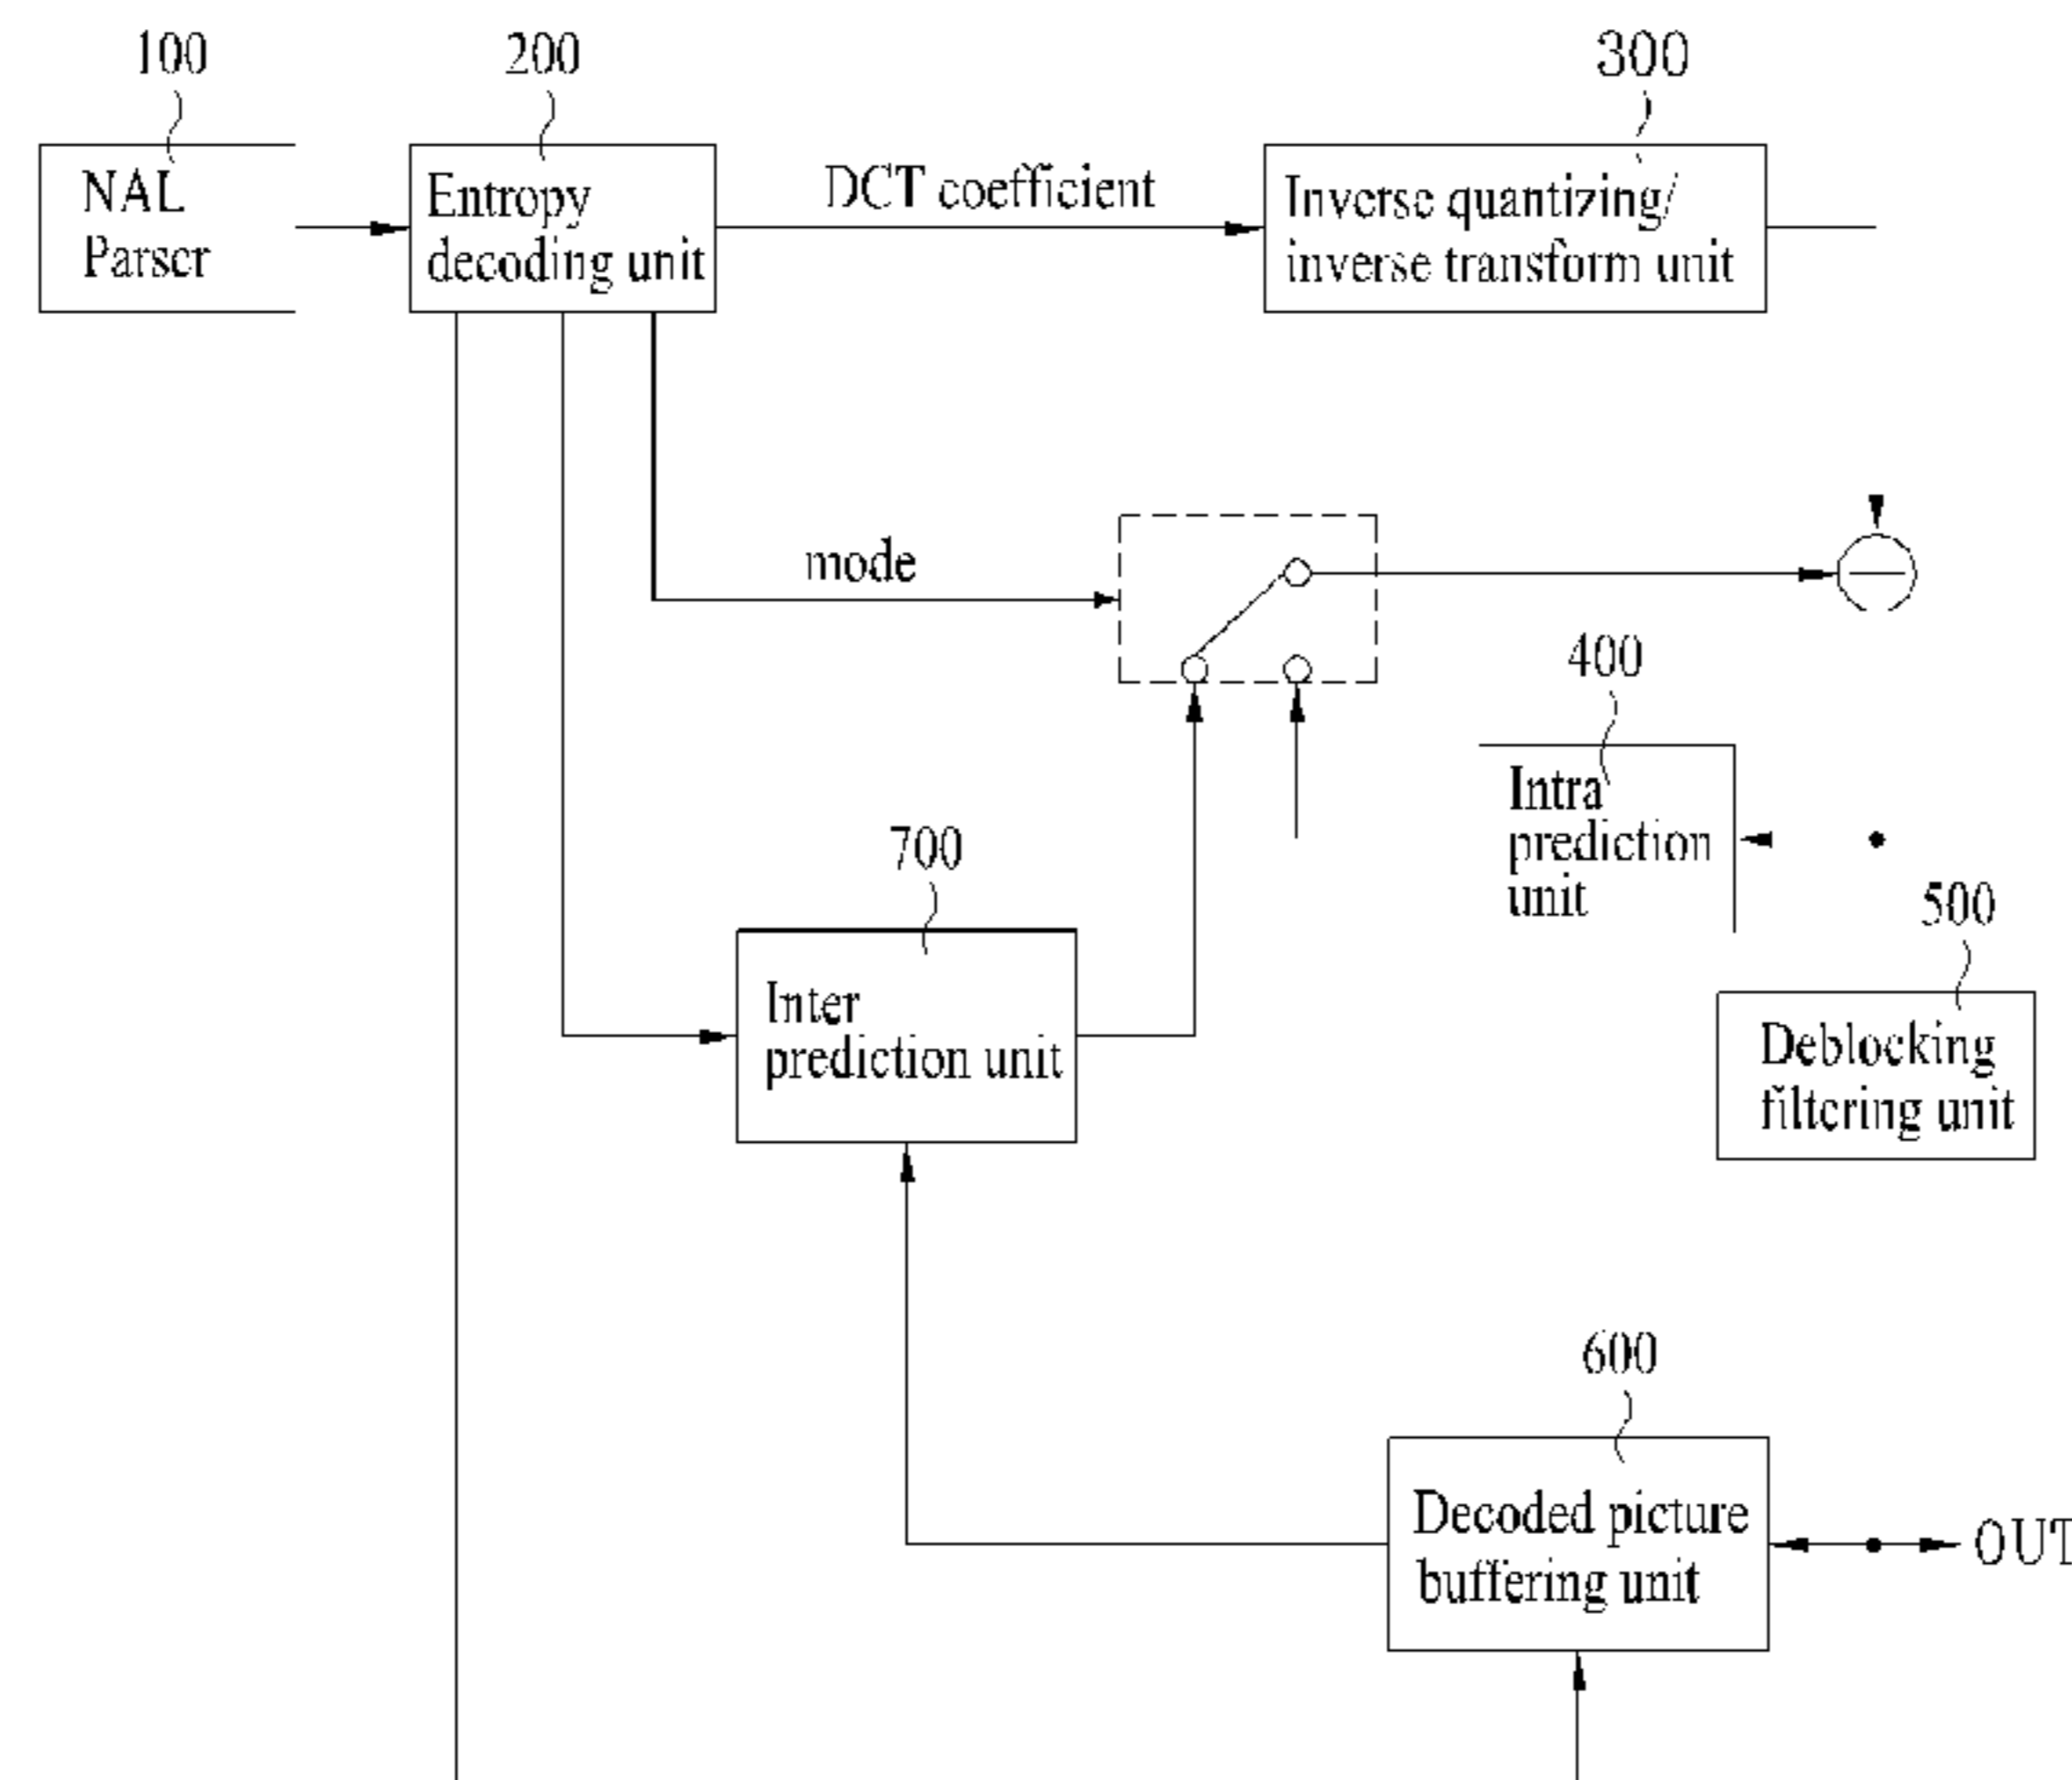 100
200
300
NAL
Parser
Entropy
decoding unit
DCT coefficient
Inverse quantizing/
inverse transform unit
mode
400
Intra
prediction
unit
700
500
Inter
prediction unit
Deblocking
filtering unit
600
Decoded picture
buffering unit
OUT